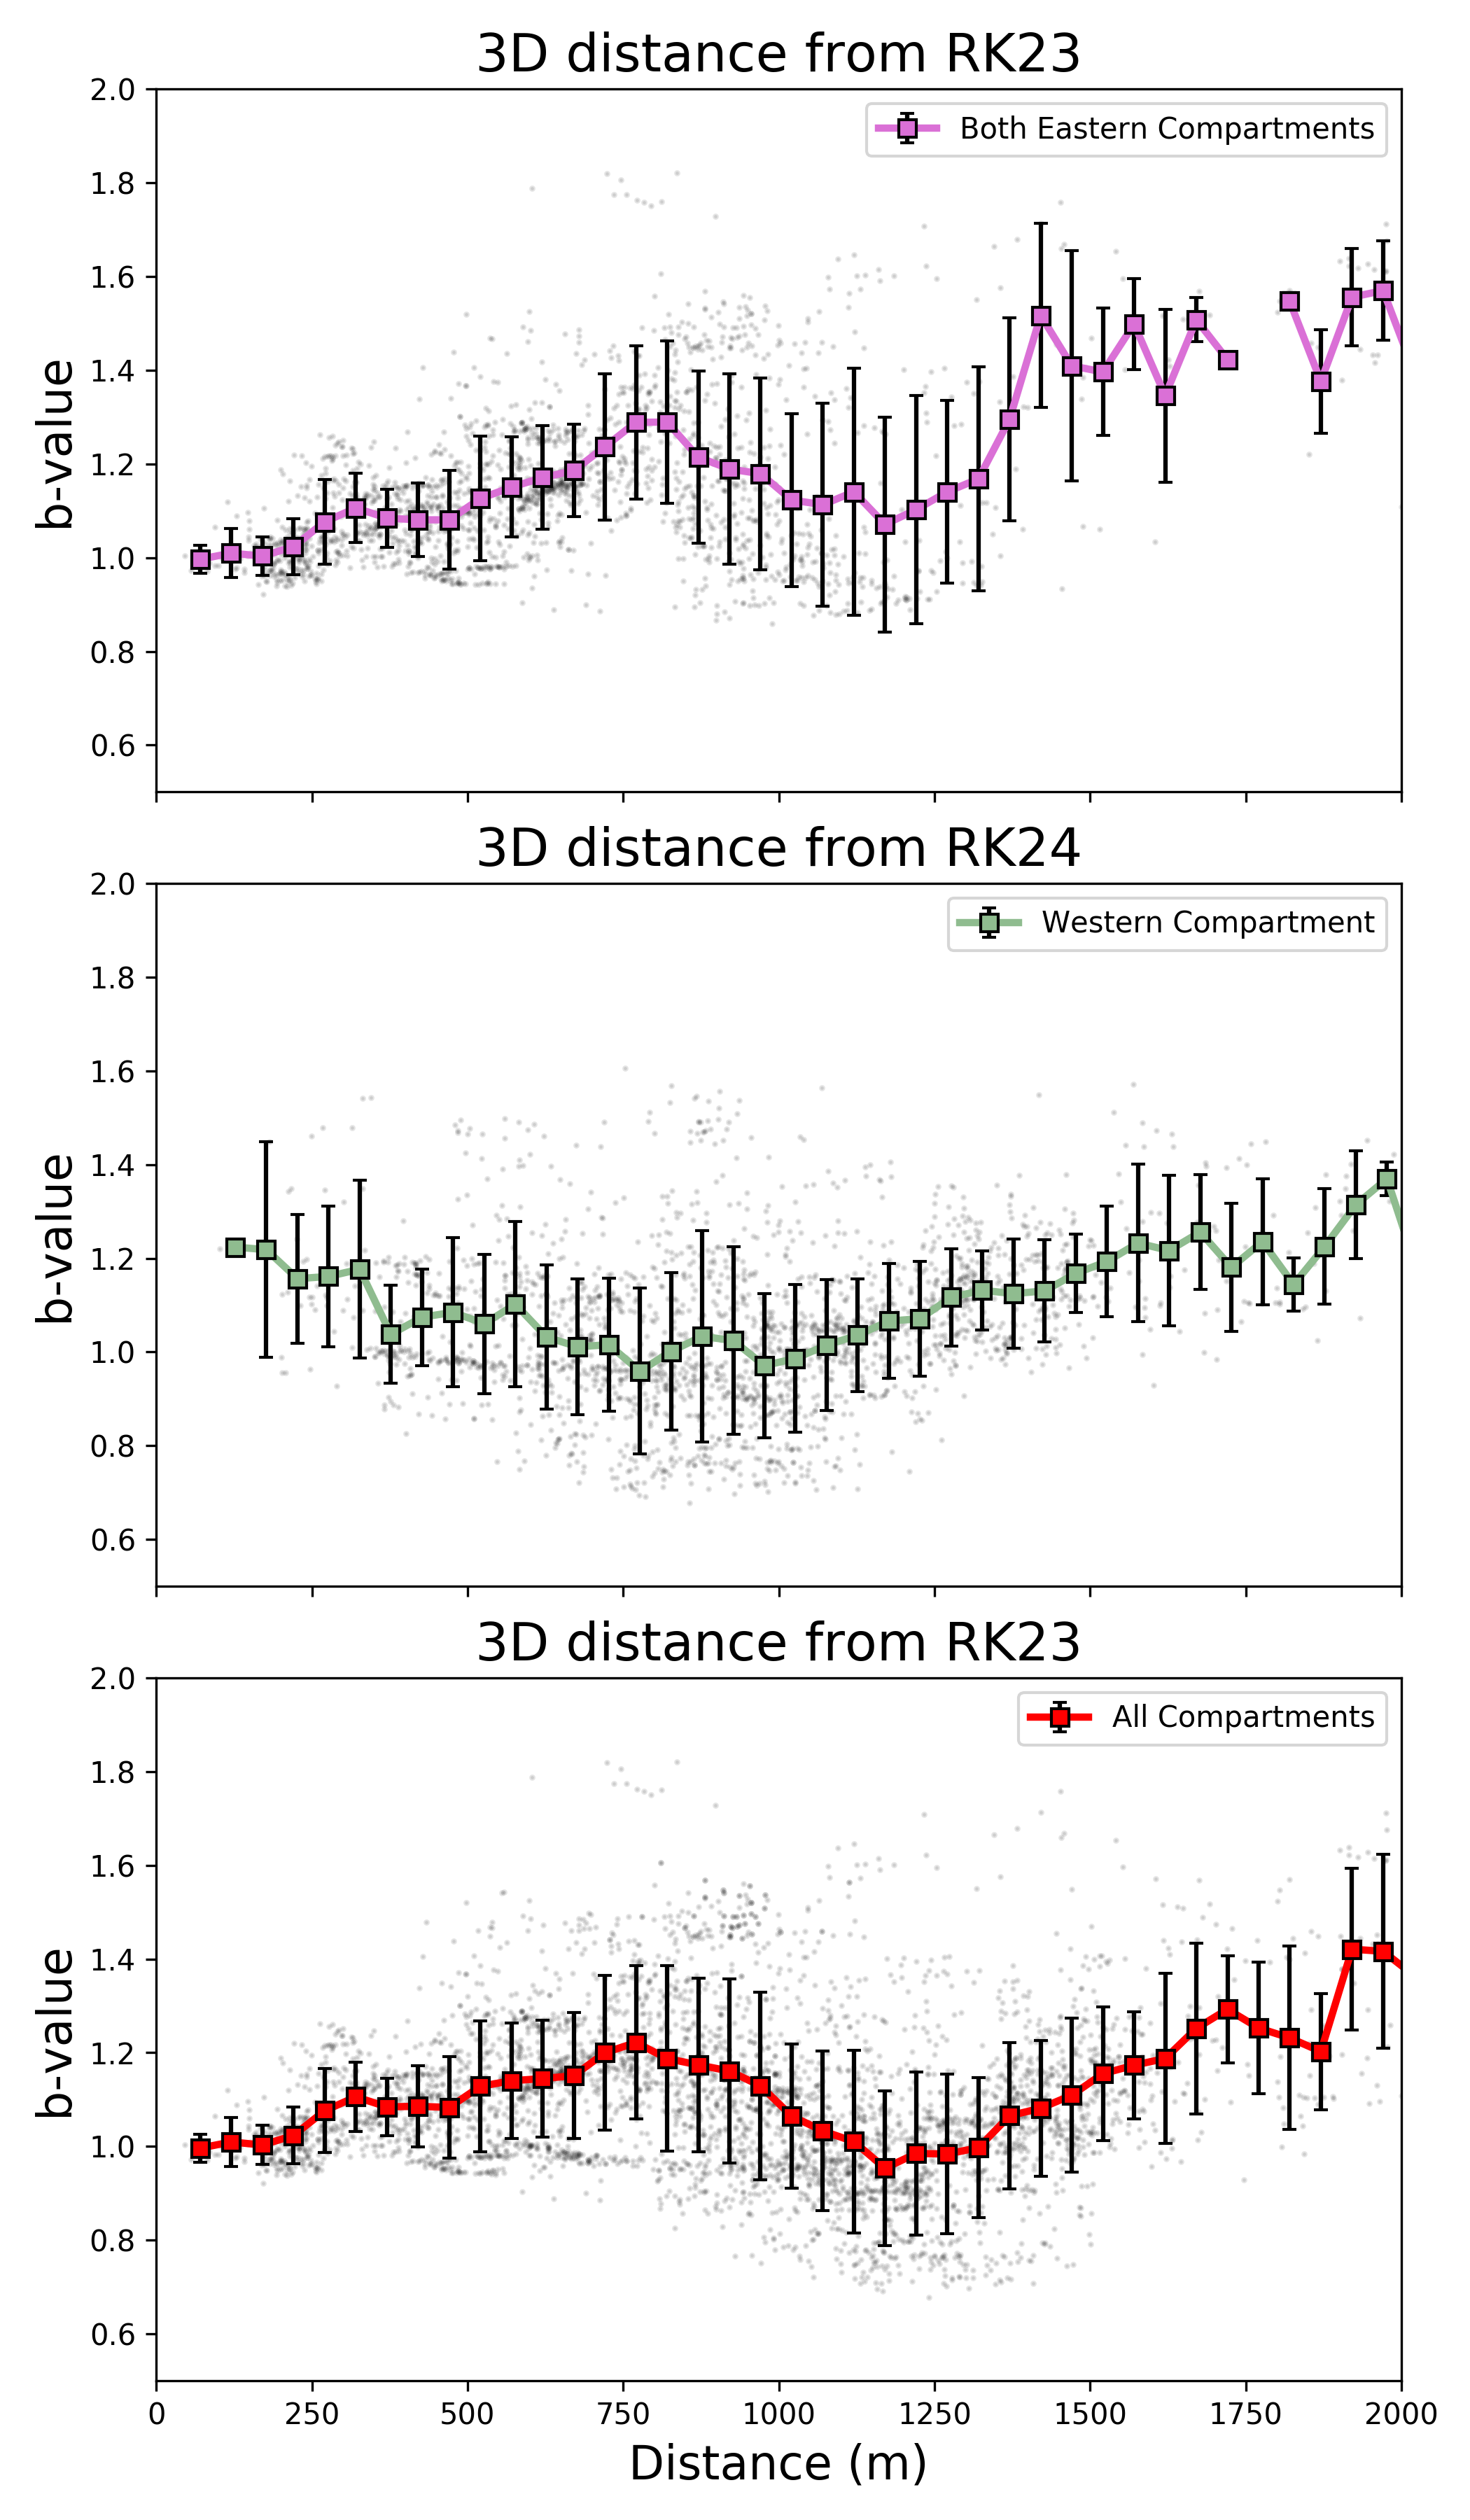 3D distance from RK23
2.0
1.8
1.6
1.4
1.2
1.0
0.8
0.6
b-value
Both Eastern Compartments
3D distance from RK24
2.0
1.8
1.6
1.4
1.2
1.0
0.8
0.6
b-value
Western Compartment
3D distance from RK23
2.0
1.8
1.6
1.4
1.2
1.0
0.8
0.6
b-value
All Compartments
0 250 500 750 1000 1250 1500 1750 2000
Distance (m)